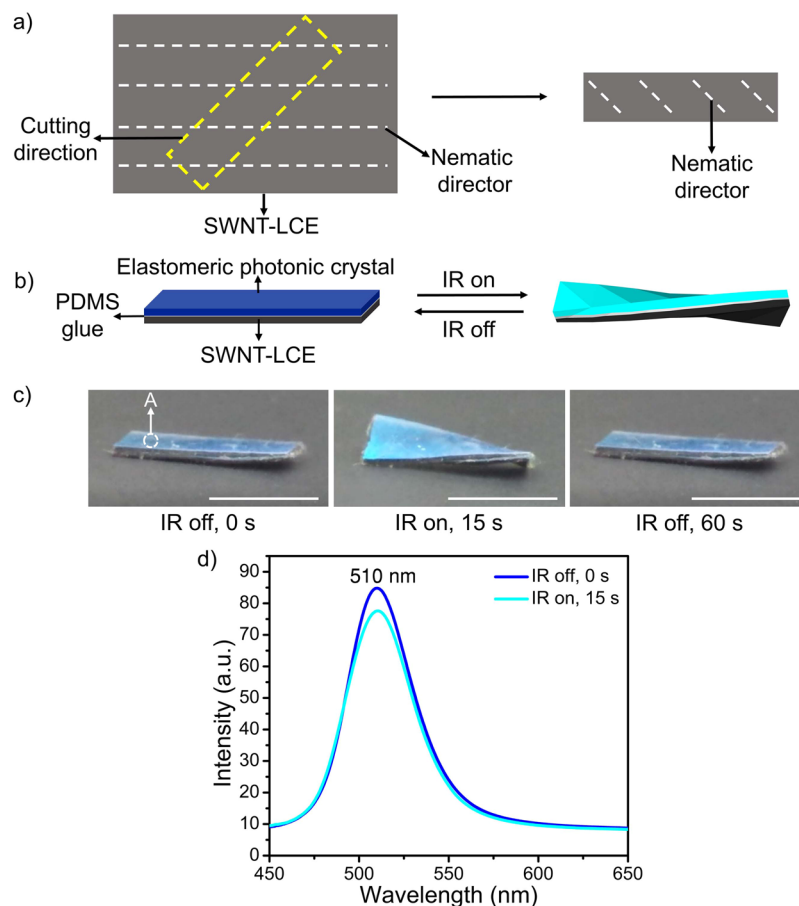 a)
Cutting
direction
Nematic
director
SWNT-LCE
Nematic
director
b)
Elastomeric photonic crystal
PDMS
glue
SWNT-LCE
IR on
IR off
c)
A
IR off, 0 s
IR on, 15 s
IR off, 60 s
d)
510 nm
IR off, 0 s
IR on, 15 s
Intensity (a.u.)
90
80
70
60
50
40
30
20
10
0
450
500
550
600
650
Wavelength (nm)